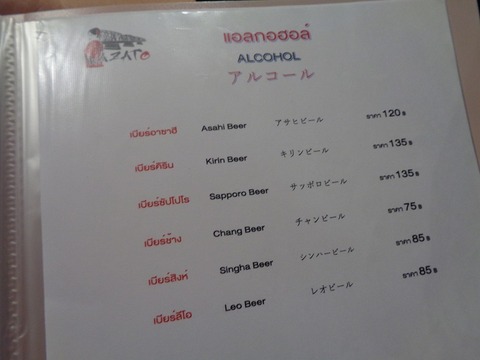 แอลกอฮอล์
ALCOHOL
アルコール
เบียร์อาซาฮี Asahi Beer アサヒビール ราคา 120 ฿
เบียร์คิริน Kirin Beer キリンビール ราคา 135 ฿
เบียร์ซัปโปโร Sapporo Beer サッポロビール ราคา 135 ฿
เบียร์ช้าง Chang Beer チャンビール ราคา 75 ฿
เบียร์สิงห์ Singha Beer シンハービール ราคา 85 ฿
เบียร์ลีโอ Leo Beer レオビール ราคา 85 ฿